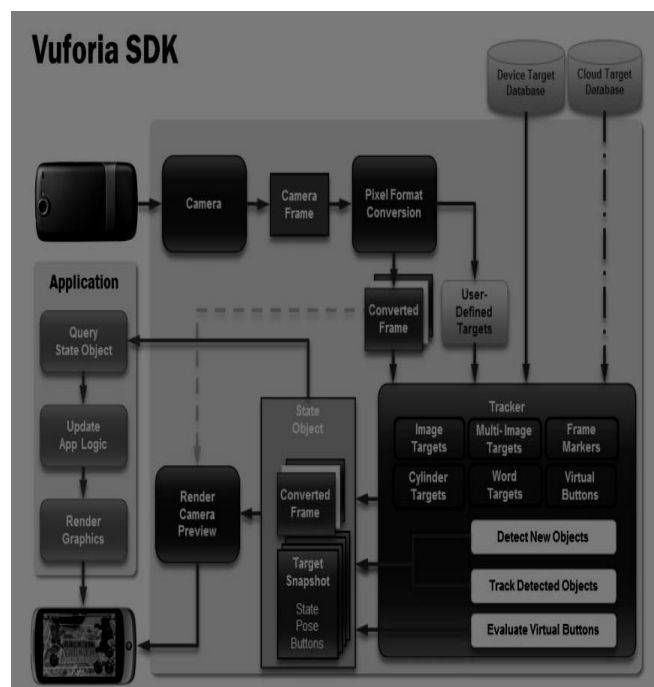 Vuforia SDK
Device Target
Database
Cloud Target
Database
Camera
Camera
Frame
Pixel Format
Conversion
Application
Query
State Object
Update
App Logic
Render
Graphics
Converted
Frame
User-
Defined
Targets
State
Object
Converted
Frame
Target
Snapshot
State
Pose
Buttons
Render
Camera
Preview
Tracker
Image
Targets
Multi-Image
Targets
Frame
Markers
Cylinder
Targets
Word
Targets
Virtual
Buttons
Detect New Objects
Track Detected Objects
Evaluate Virtual Buttons